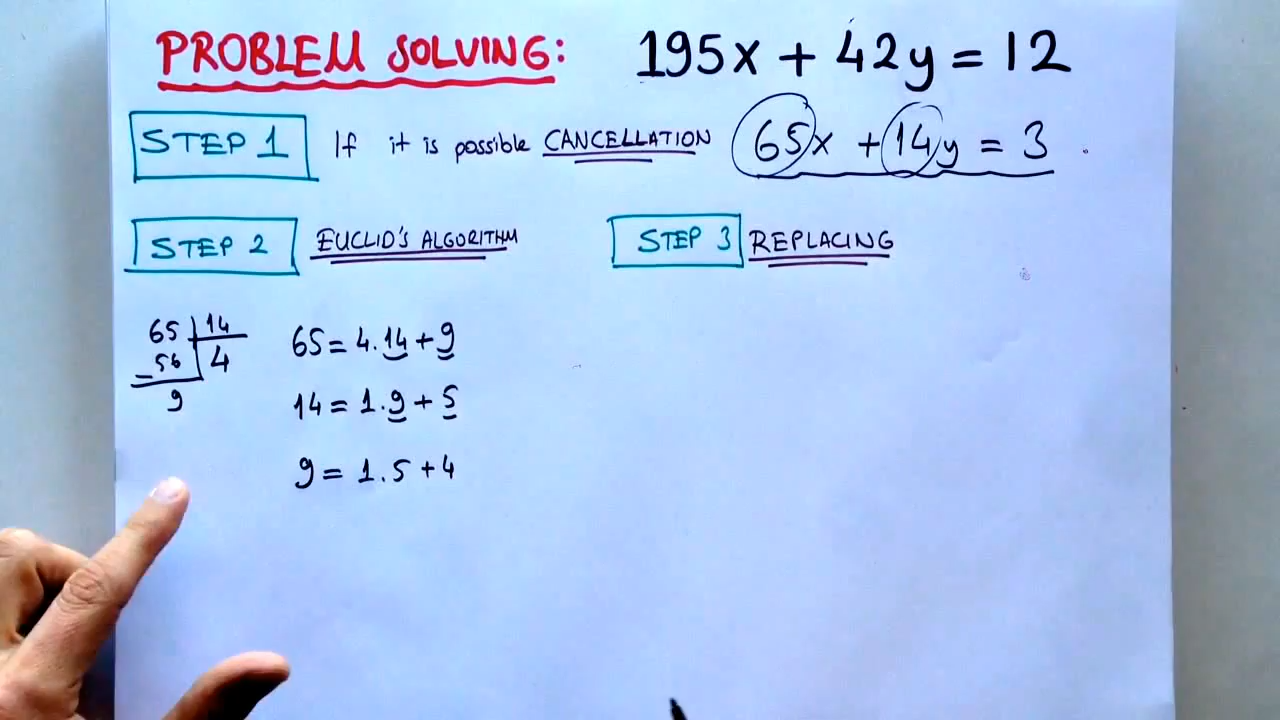 PROBLEM SOLVING: 195x + 42y = 12
STEP 1 If it is possible CANCELLATION 65x + 14y = 3 .
STEP 2 EUCLID'S ALGORITHM
STEP 3 REPLACING
65 14
- 56 4
9
65 = 4.14 + 9
14 = 1.9 + 5
9 = 1.5 + 4